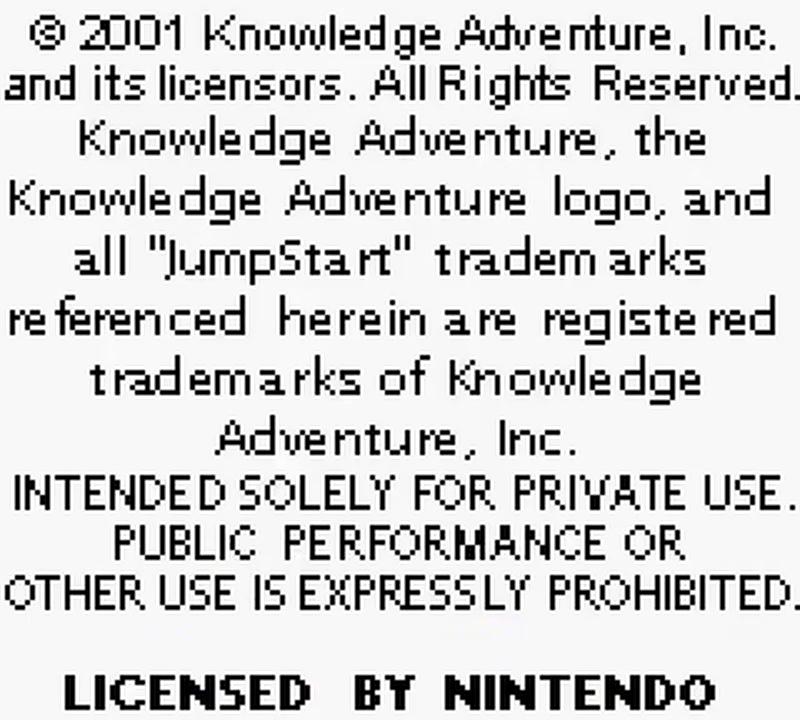 © 2001 Knowledge Adventure, Inc.
and its licensors. All Rights Reserved.
Knowledge Adventure, the
Knowledge Adventure logo, and
all "JumpStart" trademarks
referenced herein are registered
trademarks of Knowledge
Adventure, Inc.
INTENDED SOLELY FOR PRIVATE USE.
PUBLIC PERFORMANCE OR
OTHER USE IS EXPRESSLY PROHIBITED.
LICENSED BY NINTENDO